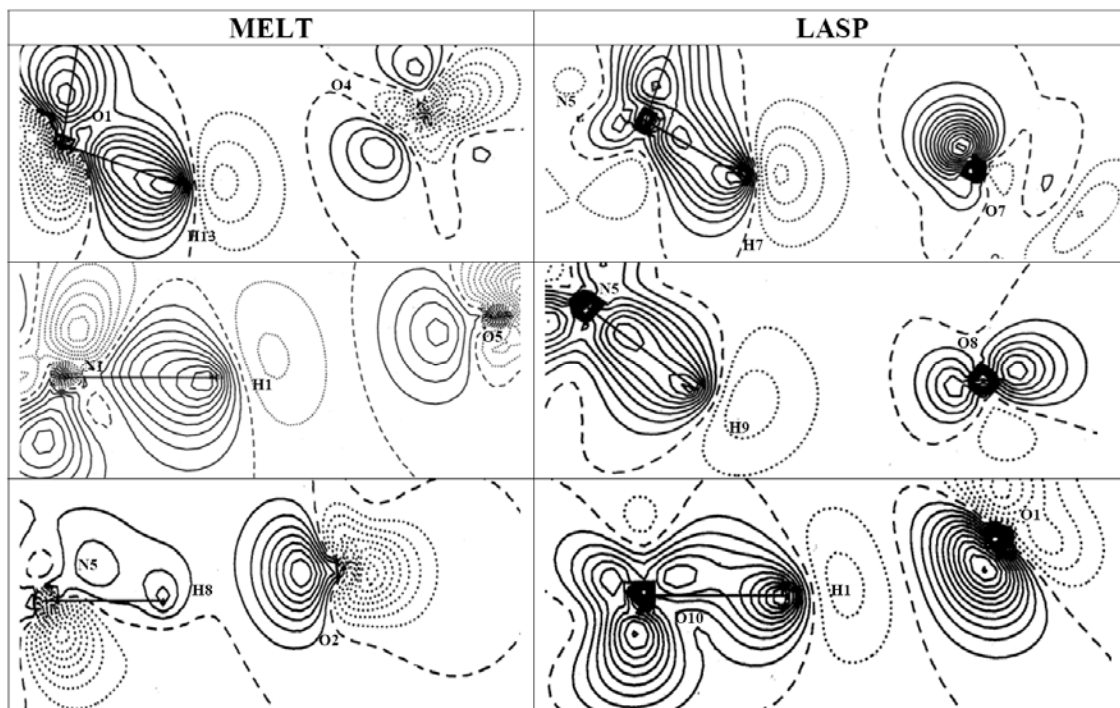 MELT LASP
O1 O4 H13
N5 H7 O7
N1 H1 O5
N5 H9 O8
N5 H8 O2
O10 H1 O1